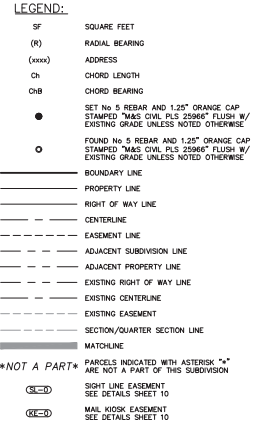 LEGEND:
SF SQUARE FEET
(R) RADIAL BEARING
(xxxx) ADDRESS
Ch CHORD LENGTH
ChB CHORD BEARING
SET No 5 REBAR AND 1.25" ORANGE CAP
STAMPED "M&S CIVIL PLS 25966" FLUSH W/
EXISTING GRADE UNLESS NOTED OTHERWISE
FOUND No 5 REBAR AND 1.25" ORANGE CAP
STAMPED "M&S CIVIL PLS 25966" FLUSH W/
EXISTING GRADE UNLESS NOTED OTHERWISE
BOUNDARY LINE
PROPERTY LINE
RIGHT OF WAY LINE
CENTERLINE
EASEMENT LINE
ADJACENT SUBDIVISION LINE
ADJACENT PROPERTY LINE
EXISTING RIGHT OF WAY LINE
EXISTING CENTERLINE
EXISTING EASEMENT
SECTION/QUARTER SECTION LINE
MATCHLINE
*NOT A PART* PARCELS INDICATED WITH ASTERISK "*"
ARE NOT A PART OF THIS SUBDIVISION
SL-0 SIGHT LINE EASEMENT
SEE DETAILS SHEET 10
KE-0 MAIL KIOSK EASEMENT
SEE DETAILS SHEET 10